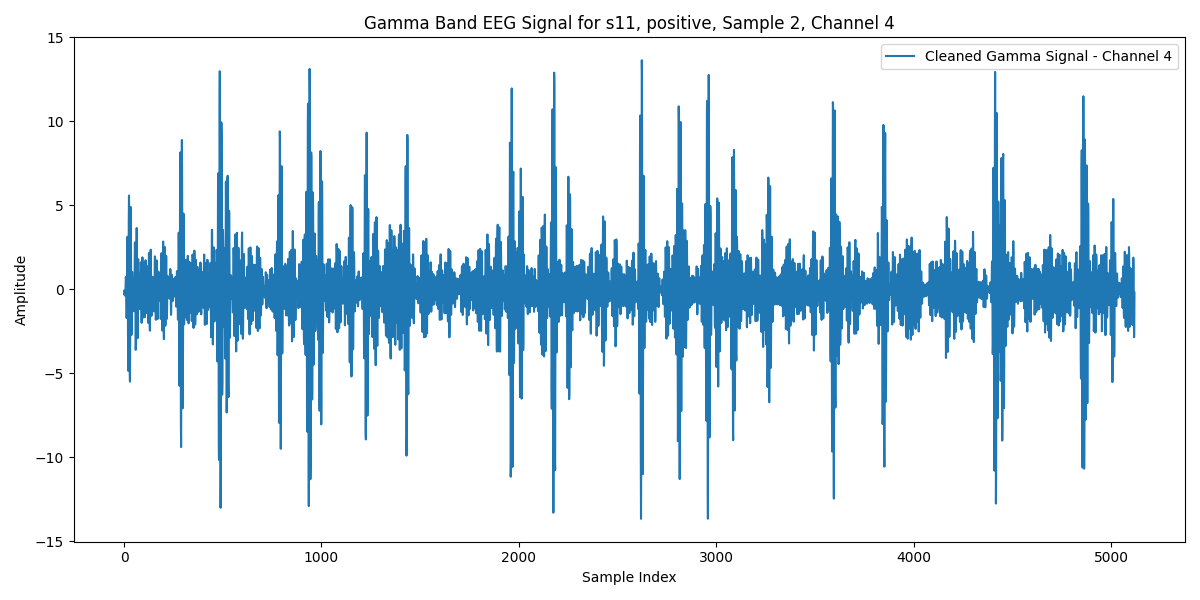 Gamma Band EEG Signal for s11, positive, Sample 2, Channel 4
Cleaned Gamma Signal - Channel 4
Amplitude
15
10
5
0
−5
−10
−15
0 1000 2000 3000 4000 5000
Sample Index